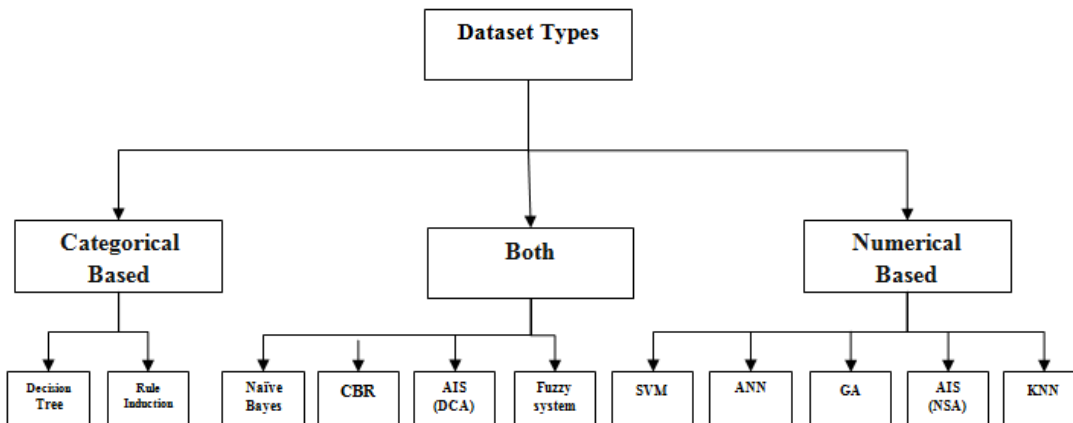 Dataset Types
Categorical
Based
Both
Numerical
Based
Decision
Tree
Rule
Induction
Naïve
Bayes
CBR
AIS
(DCA)
Fuzzy
system
SVM
ANN
GA
AIS
(NSA)
KNN